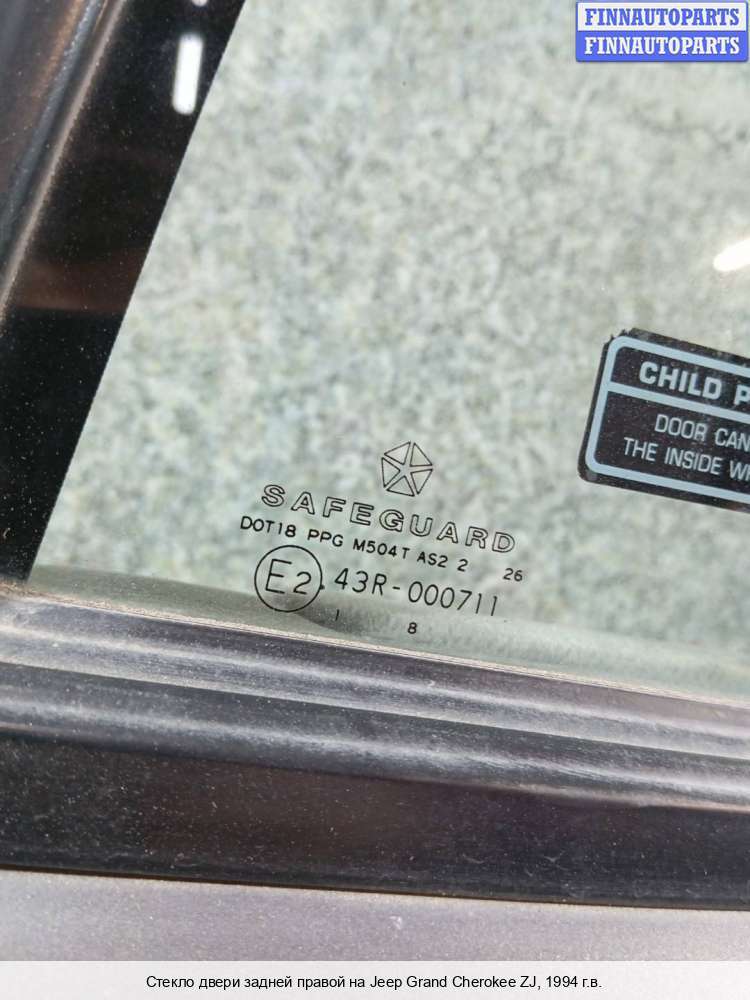 FINNAUTOPARTS
FINNAUTOPARTS
CHILD P
DOOR CAN
THE INSIDE W
SAFEGUARD
DOT18 PPG M504T AS2 2 26
E2 43R-000711
1 8
Стекло двери задней правой на Jeep Grand Cherokee ZJ, 1994 г.в.